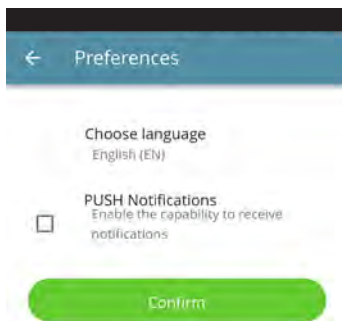 Preferences
Choose language
English (EN)
PUSH Notifications
Enable the capability to receive
notifications
Confirm